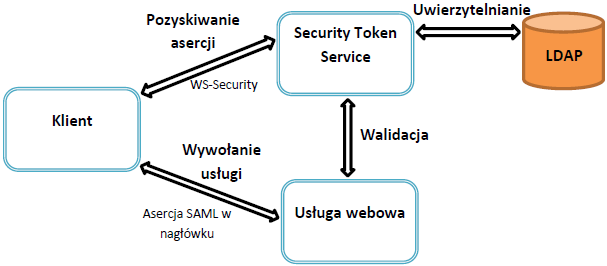 Pozyskiwanie
asercji
WS-Security
Security Token
Service
Uwierzytelnianie
LDAP
Klient
Walidacja
Wywołanie
usługi
Asercja SAML w
nagłówku
Usługa webowa